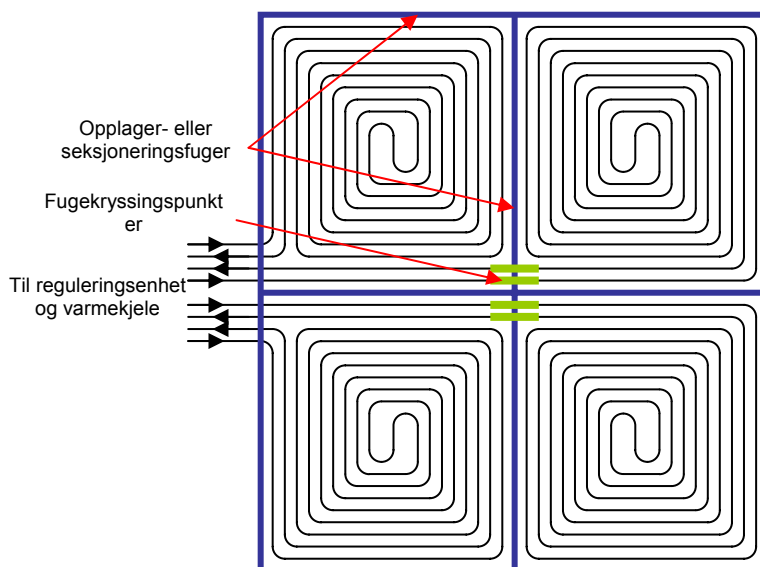 Opplager- eller
seksjoneringsfuger
Fugekryssingspunkt
er
Til reguleringsenhet
og varmekjele